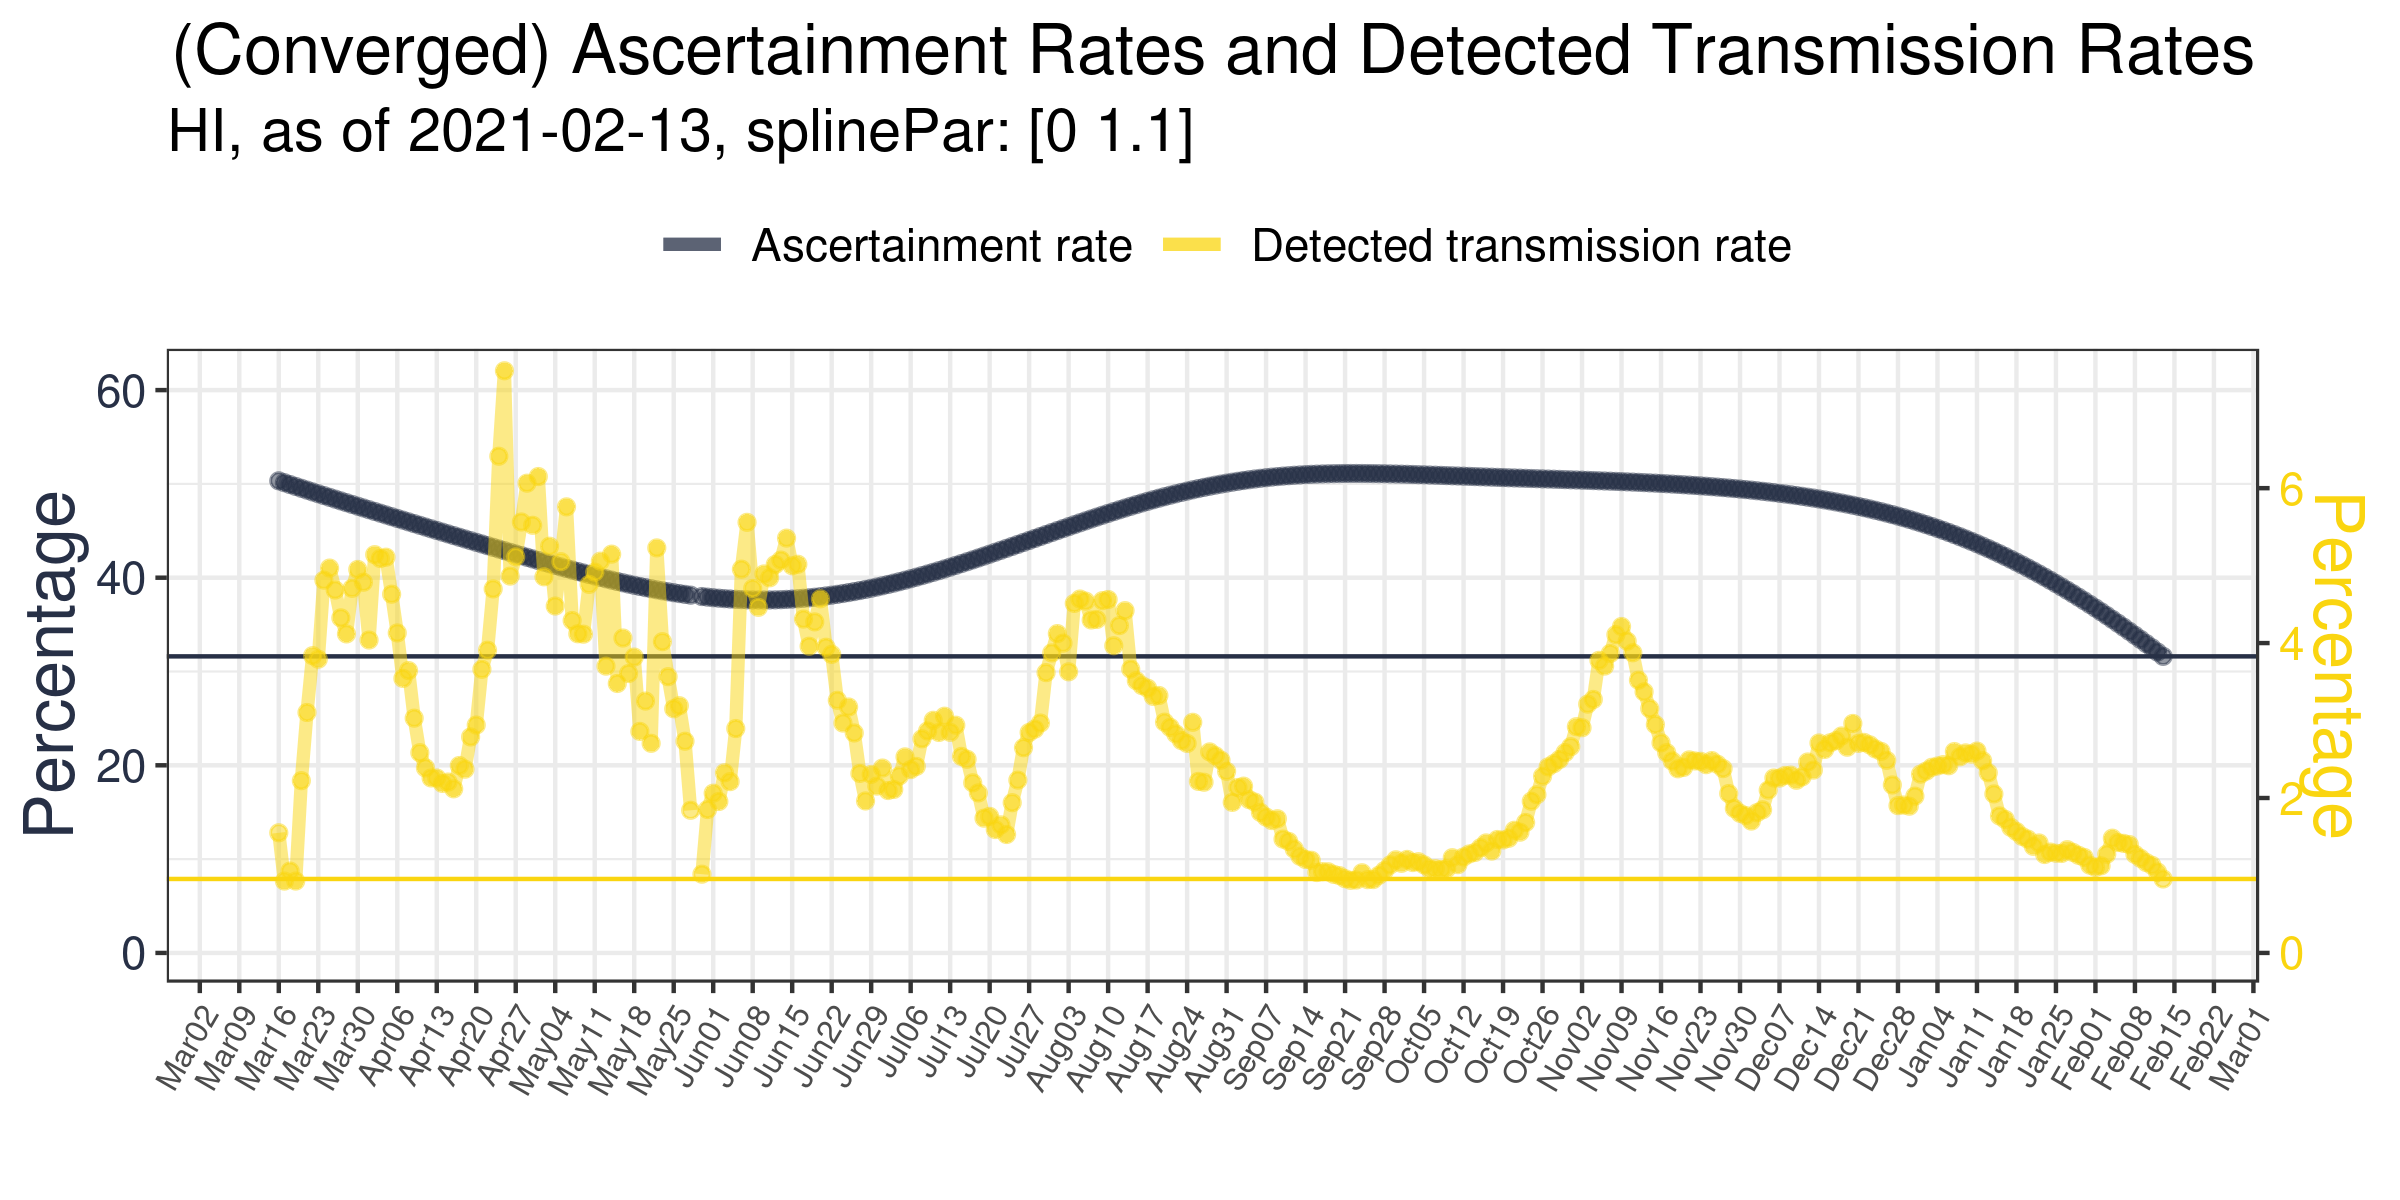 (Converged) Ascertainment Rates and Detected Transmission Rates
HI, as of 2021-02-13, splinePar: [0 1.1]
Ascertainment rate
Detected transmission rate
Percentage
60
40
20
0
6
4
2
0
Percentage
Mar02
Mar09
Mar16
Mar23
Mar30
Apr06
Apr13
Apr20
Apr27
May04
May11
May18
May25
Jun01
Jun08
Jun15
Jun22
Jun29
Jul06
Jul13
Jul20
Jul27
Aug03
Aug10
Aug17
Aug24
Aug31
Sep07
Sep14
Sep21
Sep28
Oct05
Oct12
Oct19
Oct26
Nov02
Nov09
Nov16
Nov23
Nov30
Dec07
Dec14
Dec21
Dec28
Jan04
Jan11
Jan18
Jan25
Feb01
Feb08
Feb15
Feb22
Mar01